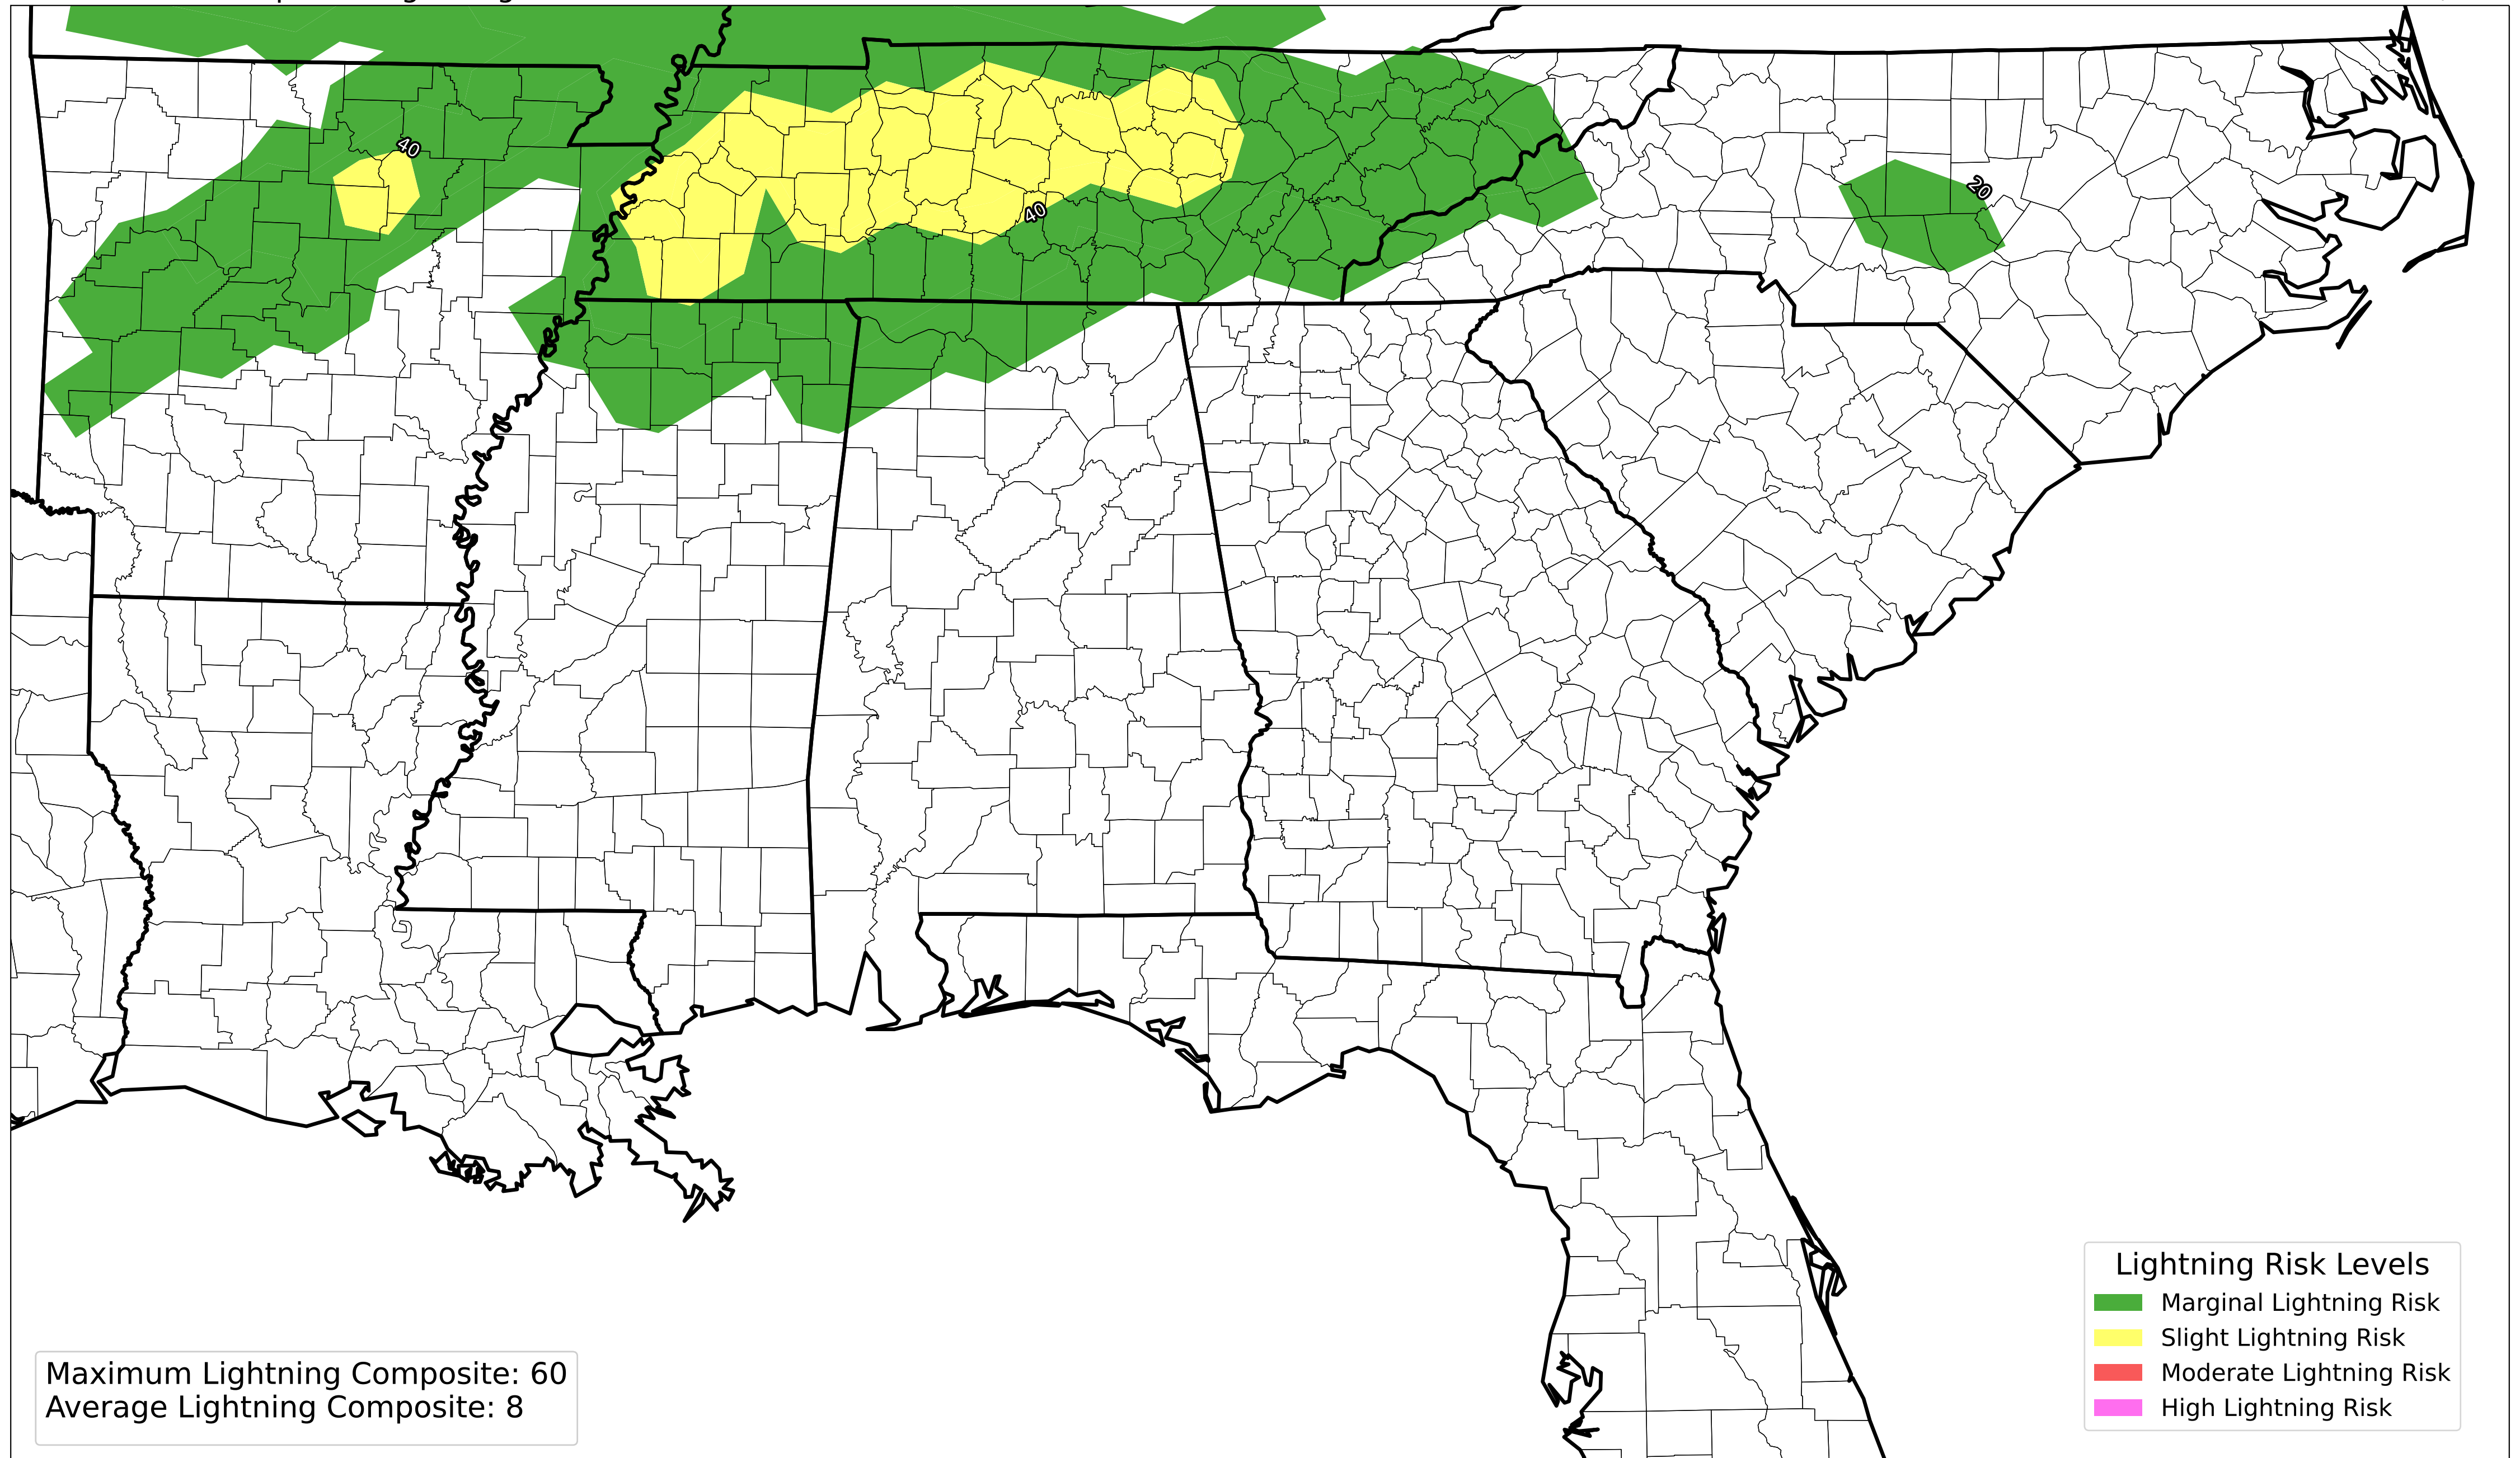 40
20
40
Lightning Risk Levels
Marginal Lightning Risk
Slight Lightning Risk
Moderate Lightning Risk
High Lightning Risk
Maximum Lightning Composite: 60
Average Lightning Composite: 8